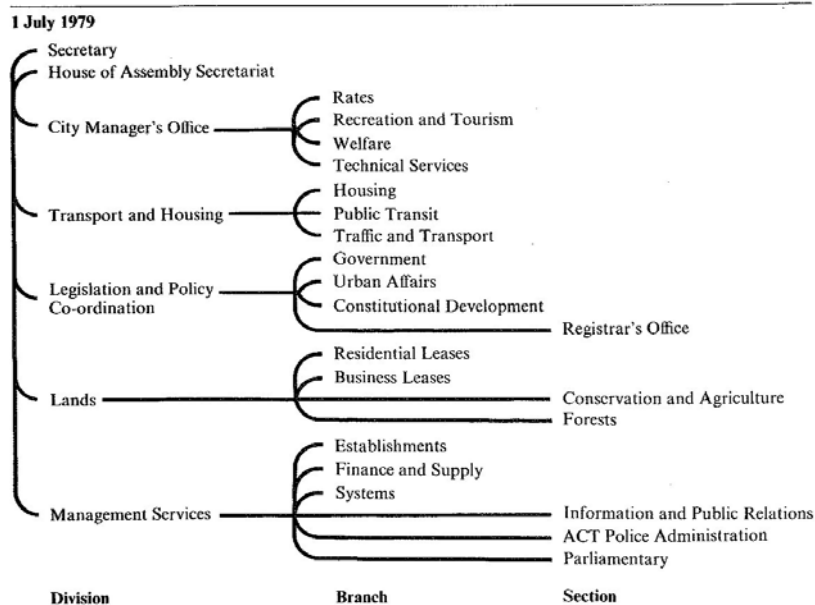 1 July 1979
Secretary
House of Assembly Secretariat
City Manager's Office
Rates
Recreation and Tourism
Welfare
Technical Services
Transport and Housing
Housing
Public Transit
Traffic and Transport
Legislation and Policy
Co-ordination
Government
Urban Affairs
Constitutional Development
Registrar's Office
Lands
Residential Leases
Business Leases
Conservation and Agriculture
Forests
Management Services
Establishments
Finance and Supply
Systems
Information and Public Relations
ACT Police Administration
Parliamentary
Division Branch Section